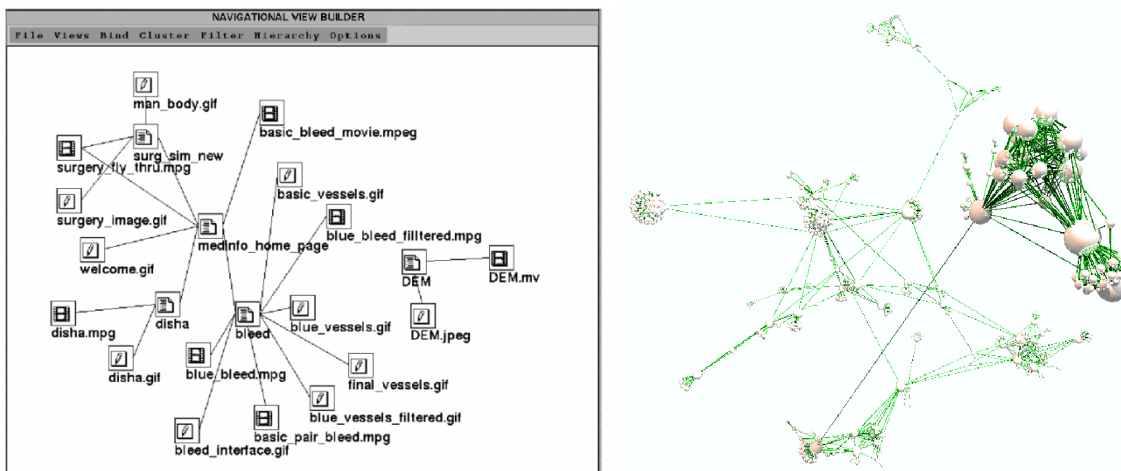 NAVIGATIONAL VIEW BUILDER
File Views Bind Cluster Filter Hierarchy Options
man_body.gif
basic_bleed_movie.mpeg
surg_sim_new
surgery_fly_thru.mpg
basic_vessels.gif
surgery_image.gif
blue_bleed_filltered.mpg
medinfo_home_page
welcome.gif
DEM
DEM.mv
disha
disha.mpg
bleed
blue_vessels.gif
DEM.jpeg
disha.gif
blue_bleed.mpg
final_vessels.gif
blue_vessels_filtered.gif
basic_pair_bleed.mpg
bleed_interface.gif